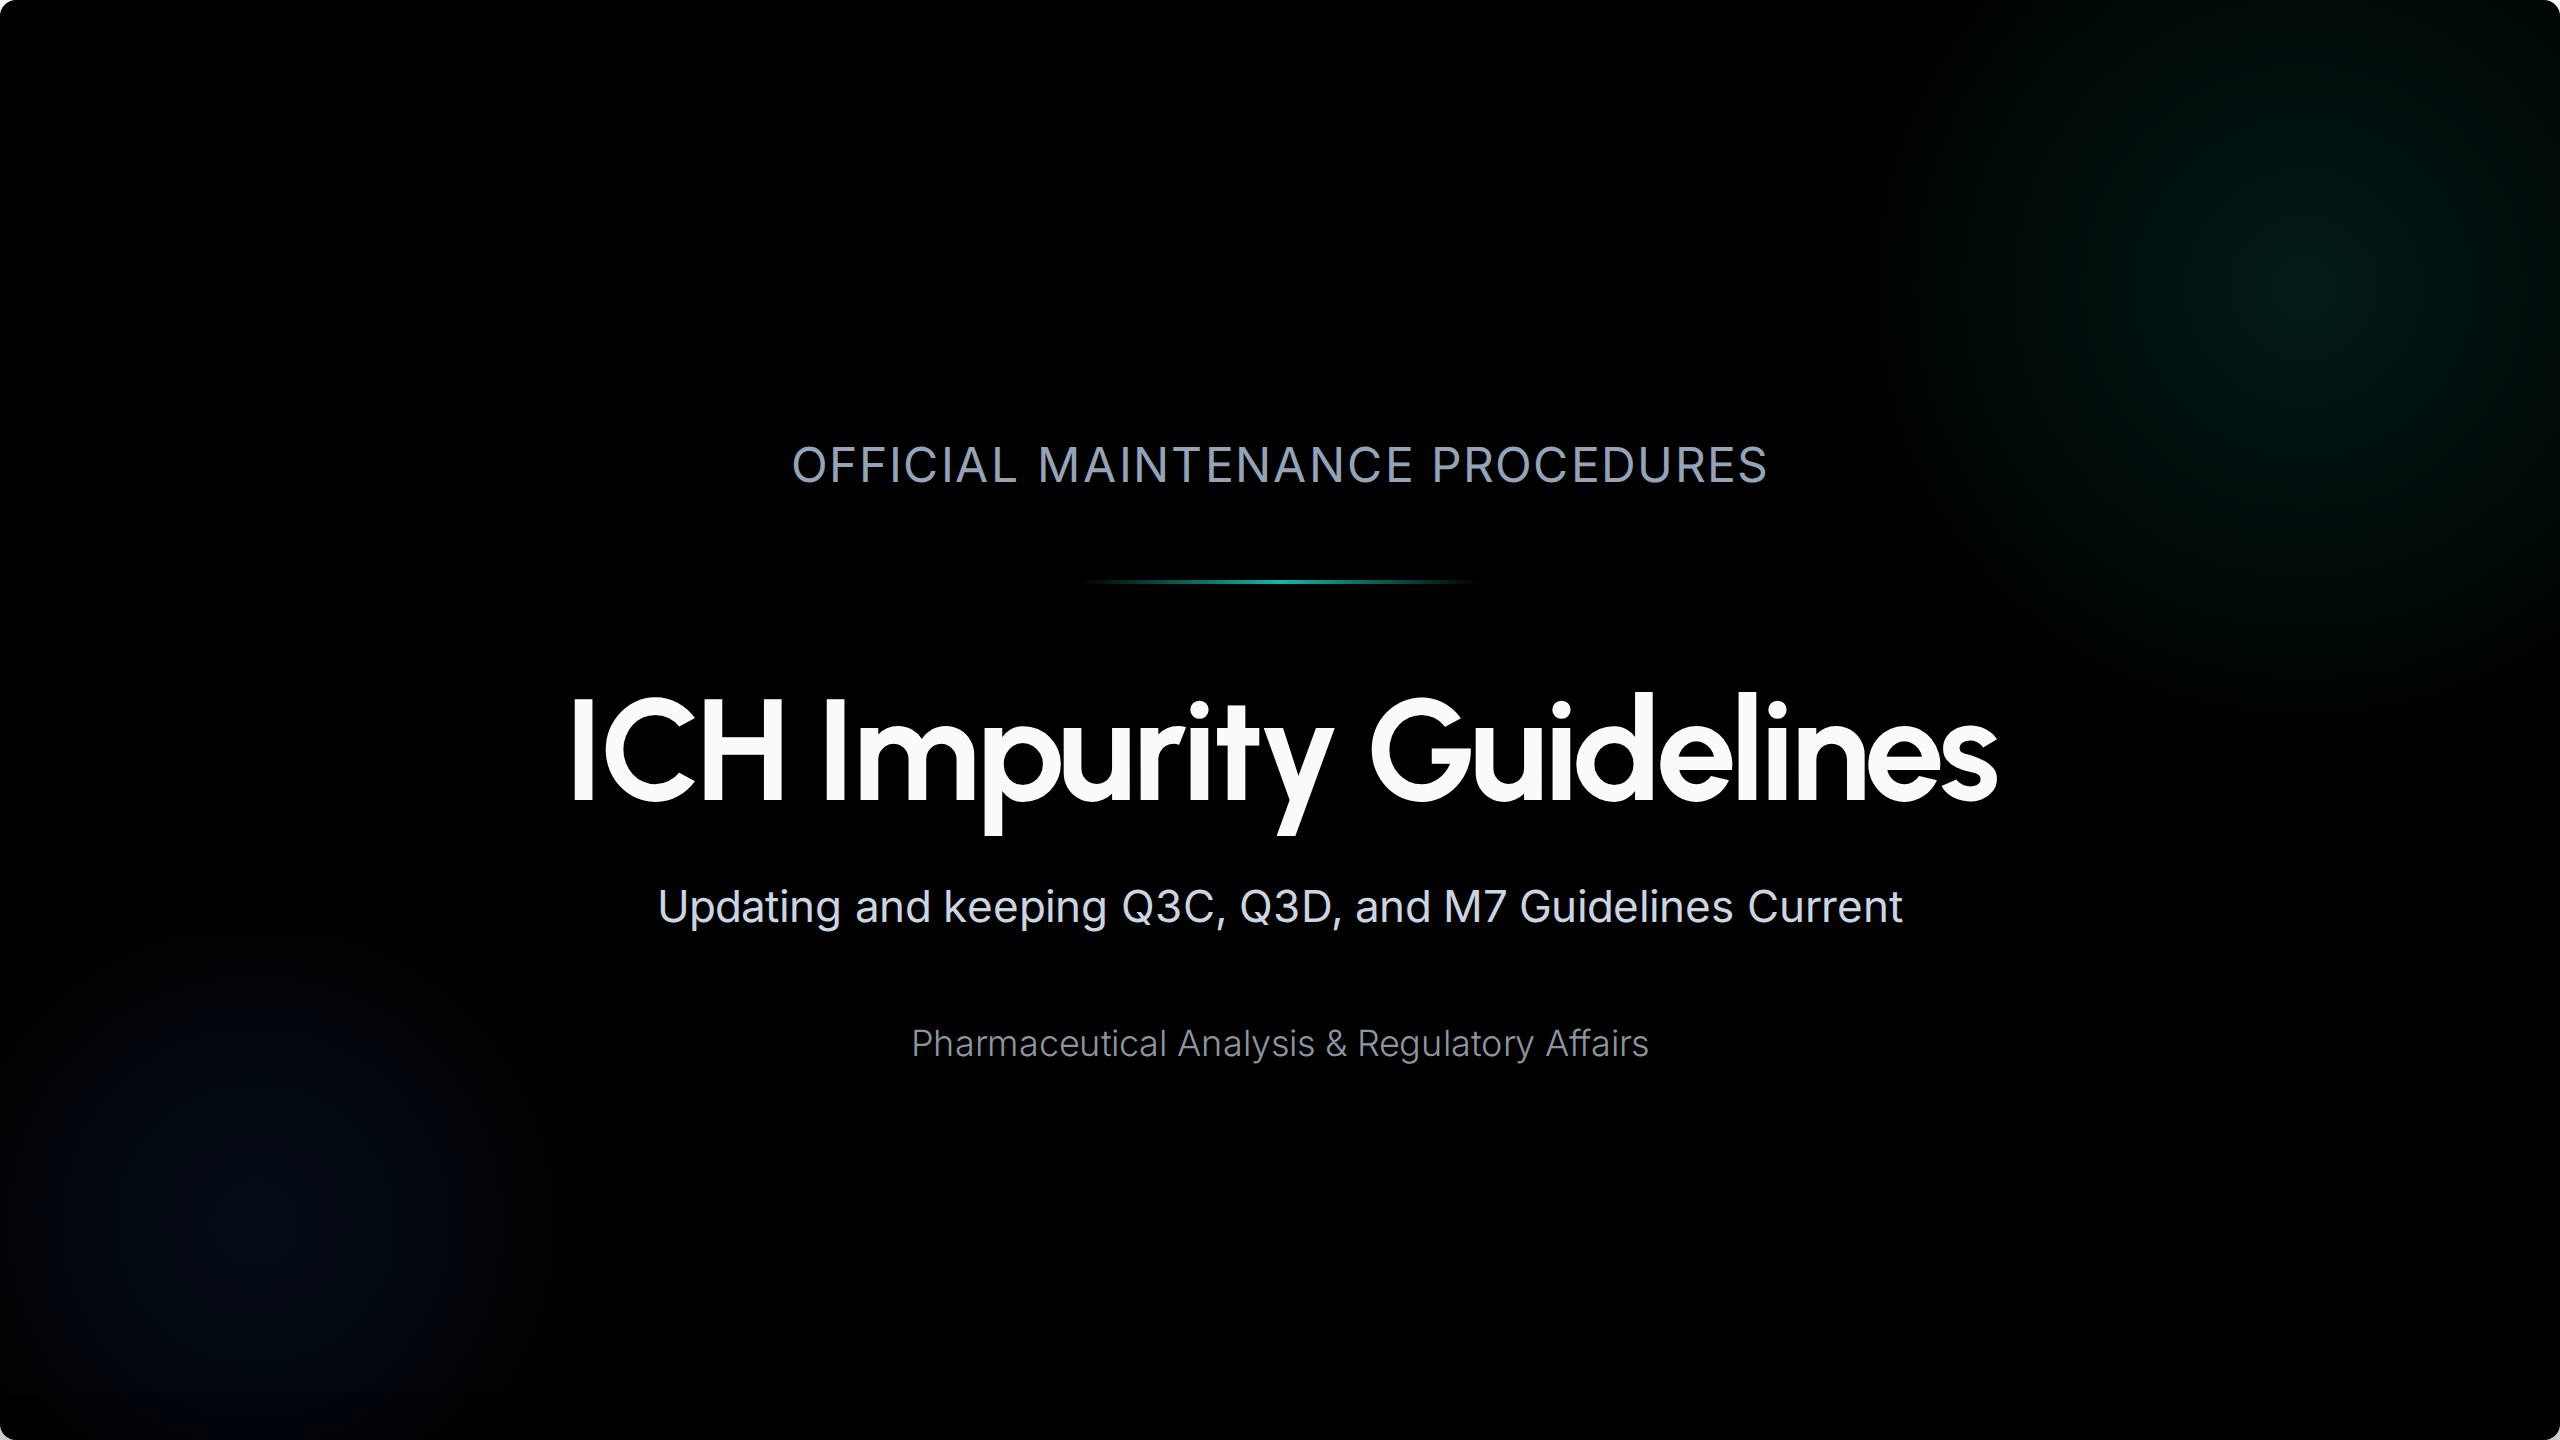 OFFICIAL MAINTENANCE PROCEDURES
ICH Impurity Guidelines
Updating and keeping Q3C, Q3D, and M7 Guidelines Current
Pharmaceutical Analysis & Regulatory Affairs